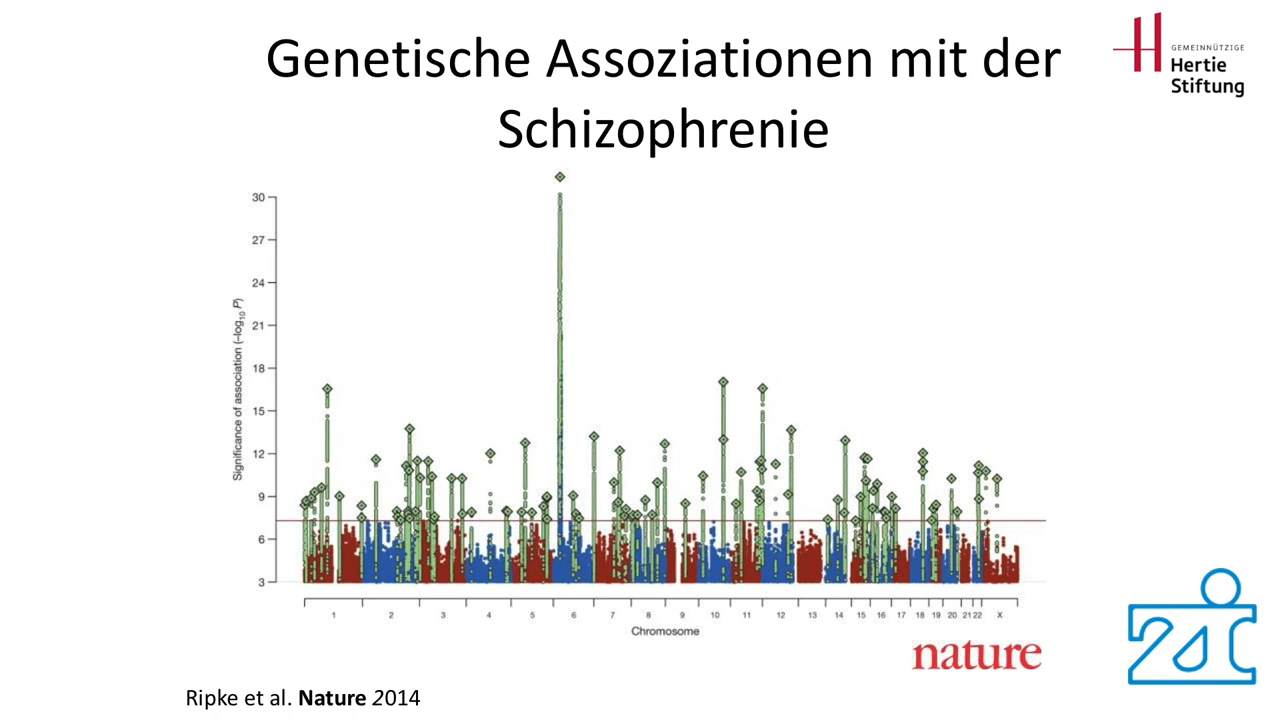 Genetische Assoziationen mit der
Schizophrenie
GEMEINNÜTZIGE
Hertie
Stiftung
30
27
24
21
18
15
12
9
6
3
Significance of association (–log10 P)
1 2 3 4 5 6 7 8 9 10 11 12 13 14 15 16 17 18 19 20 21 22 X
Chromosome
nature
Ripke et al. Nature 2014